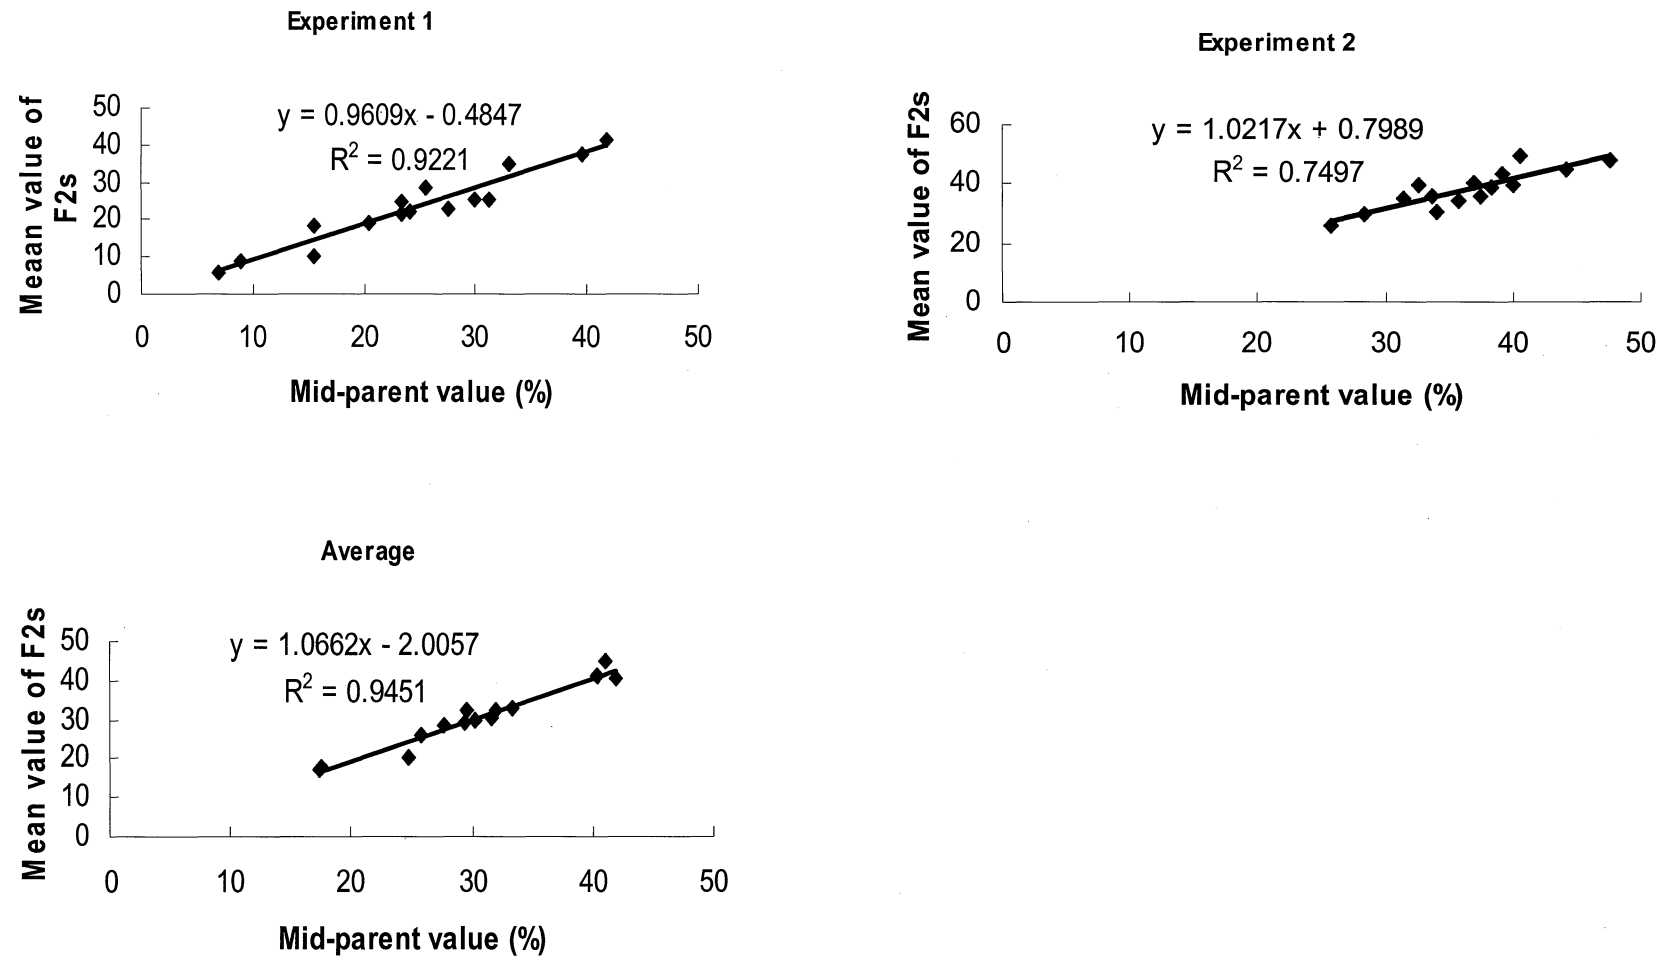 Experiment 1
Meaan value of
F2s
y = 0.9609x - 0.4847
R² = 0.9221
50
40
30
20
10
0
0 10 20 30 40 50
Mid-parent value (%)
Experiment 2
Mean value of F2s
y = 1.0217x + 0.7989
R² = 0.7497
60
40
20
0
0 10 20 30 40 50
Mid-parent value (%)
Average
Mean value of F2s
y = 1.0662x - 2.0057
R² = 0.9451
50
40
30
20
10
0
0 10 20 30 40 50
Mid-parent value (%)